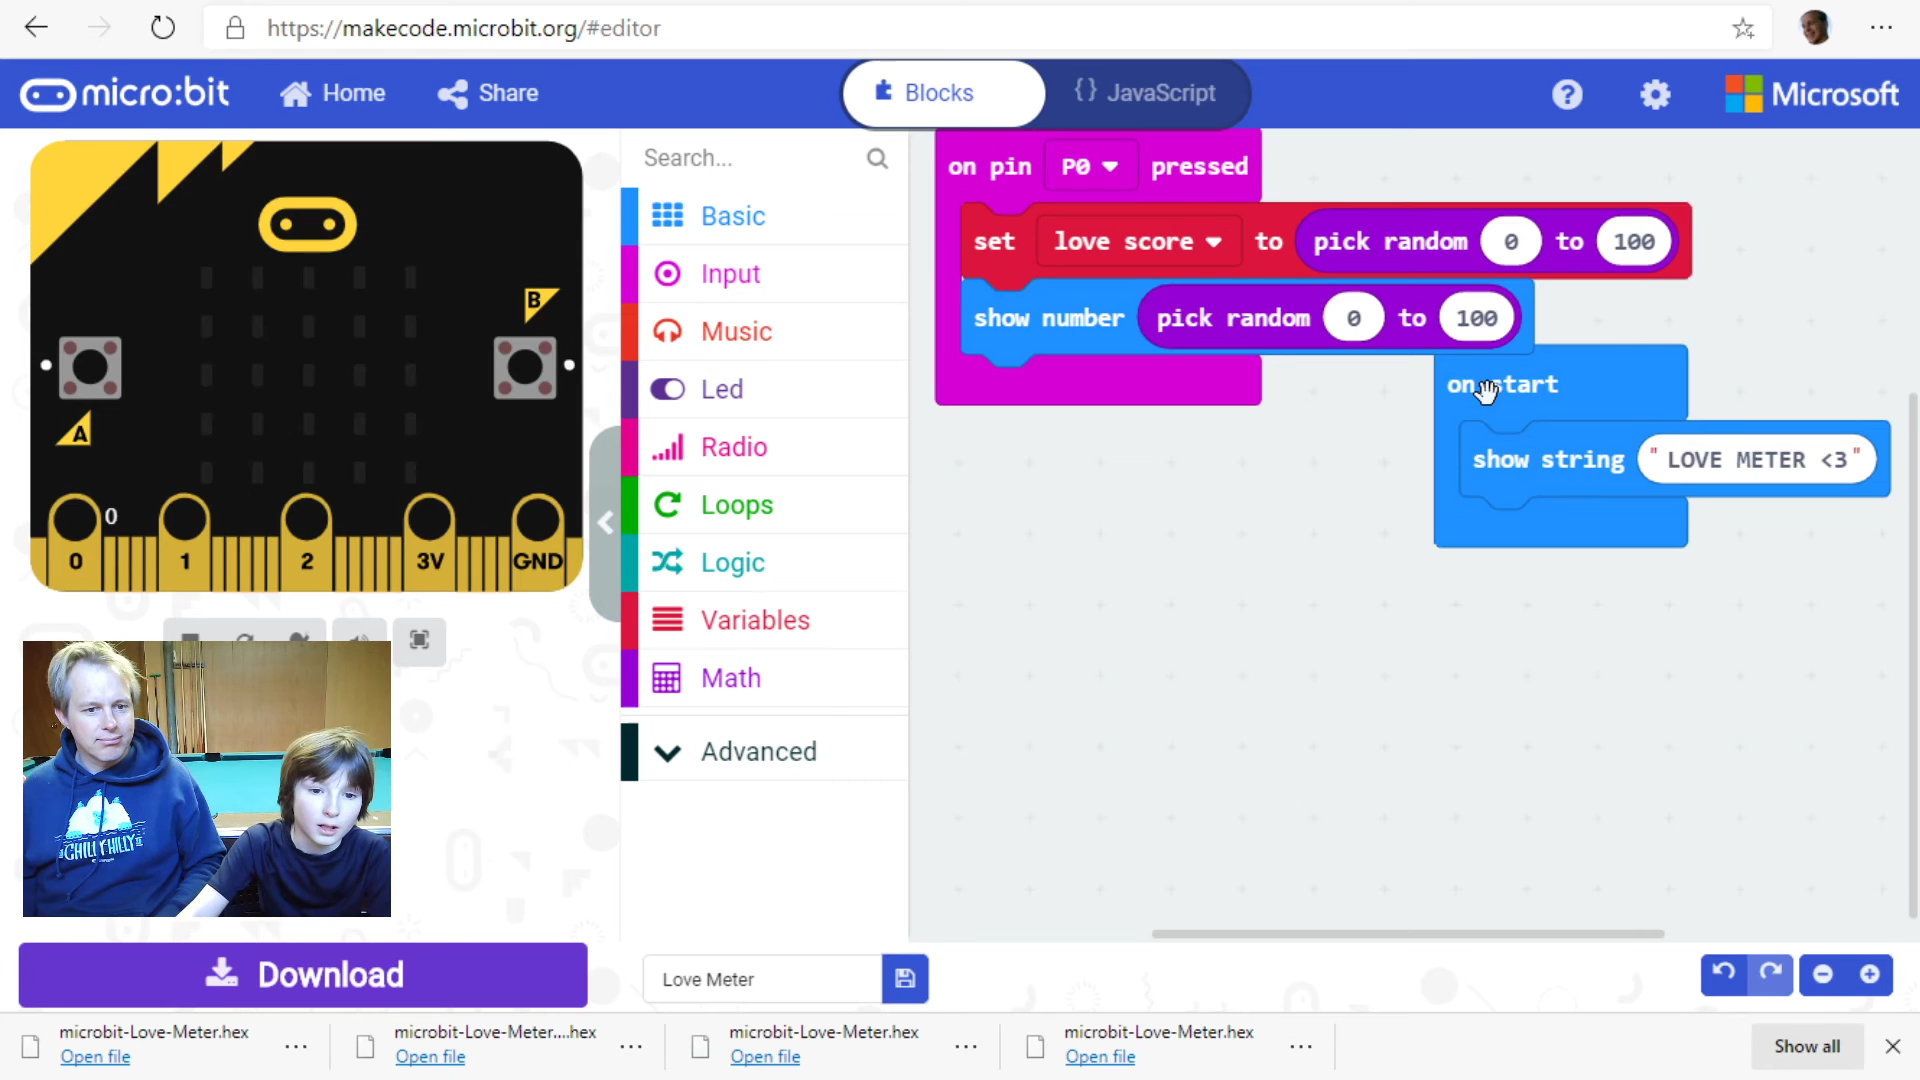 https://makecode.microbit.org/#editor
micro:bit
Home
Share
Blocks
{ } JavaScript
?
Microsoft
B
A
0
0
1
2
3V
GND
Search...
Basic
Input
Music
Led
Radio
Loops
Logic
Variables
Math
Advanced
on pin P0 pressed
set love score to pick random 0 to 100
show number pick random 0 to 100
on start
show string "LOVE METER <3"
CHILLY HILLY
Download
Love Meter
microbit-Love-Meter.hex
Open file
microbit-Love-Meter....hex
Open file
microbit-Love-Meter.hex
Open file
microbit-Love-Meter.hex
Open file
Show all